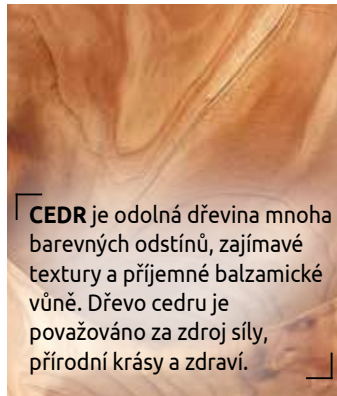 CEDR je odolná dřevina mnoha
barevných odstínů, zajímavé
textury a příjemné balzamické
vůně. Dřevo cedru je
považováno za zdroj síly,
přírodní krásy a zdraví.